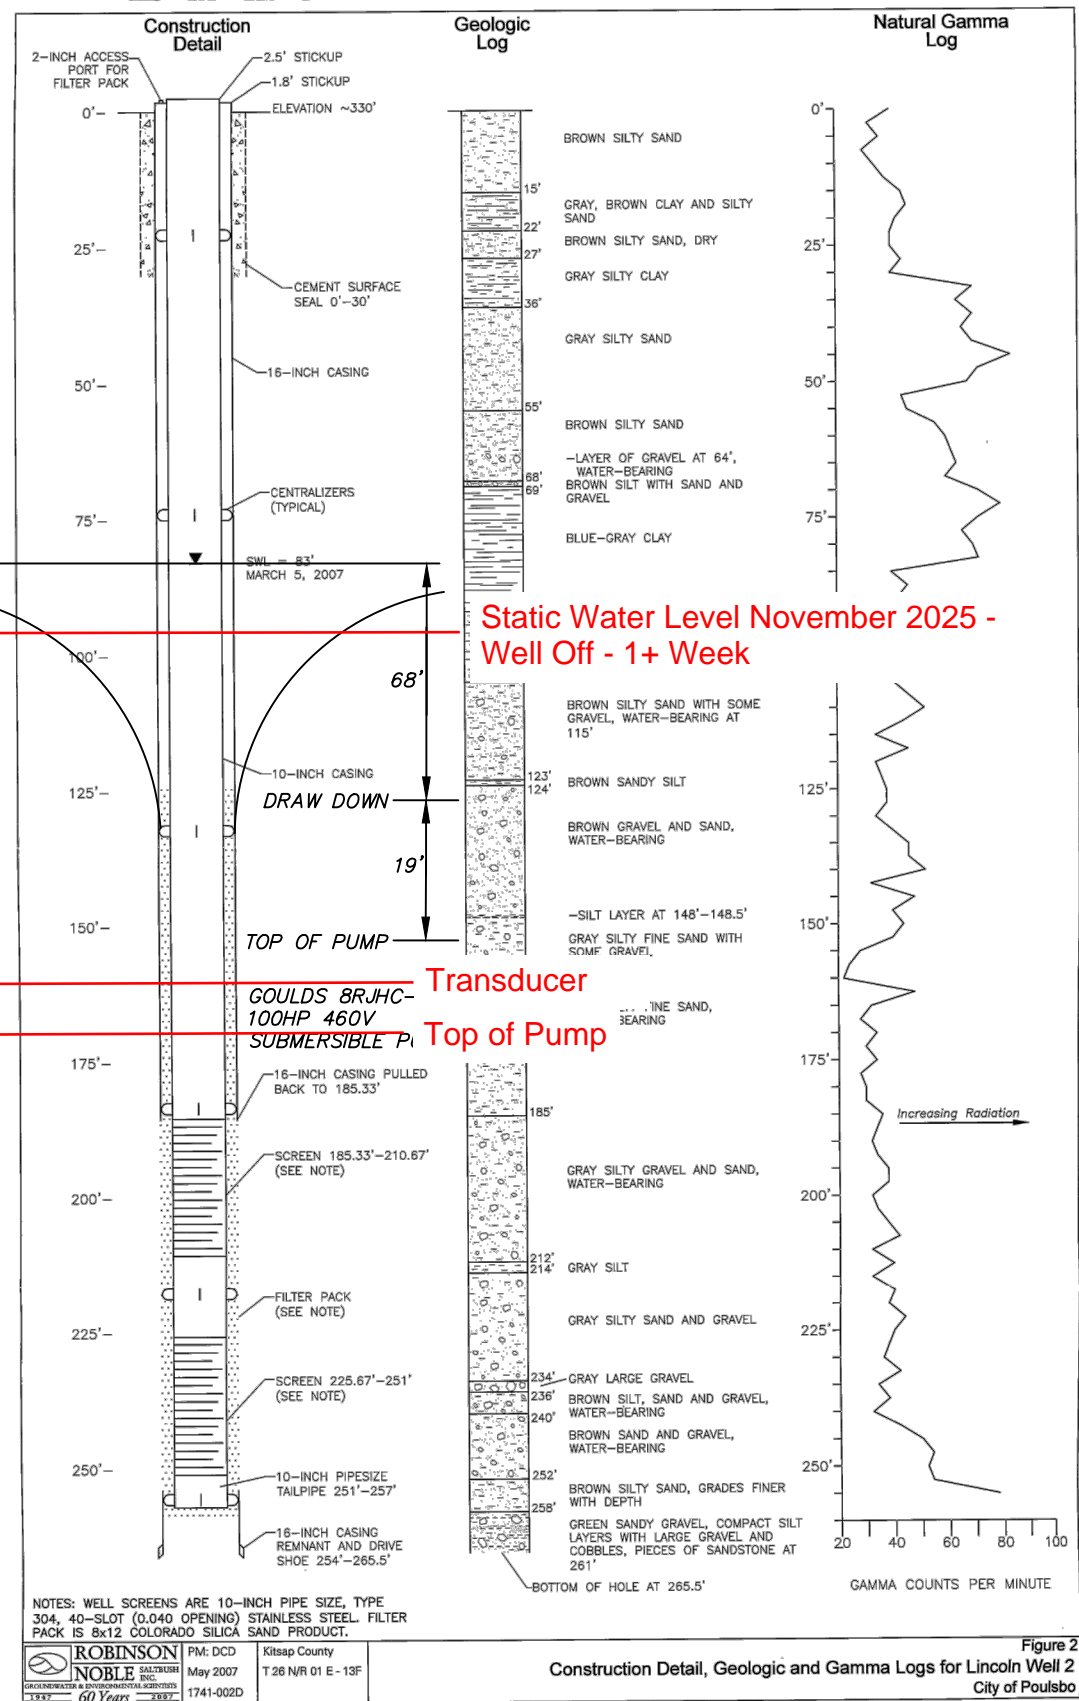 Construction
Detail
Geologic
Log
Natural Gamma
Log
2-INCH ACCESS
PORT FOR
FILTER PACK
2.5' STICKUP
1.8' STICKUP
ELEVATION ~330'
0'
25'
50'
75'
100'
125'
150'
175'
200'
225'
250'
CEMENT SURFACE
SEAL 0'-30'
16-INCH CASING
CENTRALIZERS
(TYPICAL)
SWL = 83'
MARCH 5, 2007
68'
10-INCH CASING
DRAW DOWN
19'
TOP OF PUMP
GOULDS 8RJHC-
100HP 460V
SUBMERSIBLE
16-INCH CASING PULLED
BACK TO 185.33'
SCREEN 185.33'-210.67'
(SEE NOTE)
FILTER PACK
(SEE NOTE)
SCREEN 225.67'-251'
(SEE NOTE)
10-INCH PIPESIZE
TAILPIPE 251'-257'
16-INCH CASING
REMNANT AND DRIVE
SHOE 254'-265.5'
Static Water Level November 2025 -
Well Off - 1+ Week
Transducer
Top of Pump
BROWN SILTY SAND
15'
GRAY, BROWN CLAY AND SILTY
SAND
22'
BROWN SILTY SAND, DRY
27'
GRAY SILTY CLAY
36'
GRAY SILTY SAND
55'
BROWN SILTY SAND
-LAYER OF GRAVEL AT 64',
WATER-BEARING
68'
BROWN SILT WITH SAND AND
GRAVEL
69'
BLUE-GRAY CLAY
BROWN SILTY SAND WITH SOME
GRAVEL, WATER-BEARING AT
115'
123'
BROWN SANDY SILT
124'
BROWN GRAVEL AND SAND,
WATER-BEARING
-SILT LAYER AT 148'-148.5'
GRAY SILTY FINE SAND WITH
SOME GRAVEL,
FINE SAND,
BEARING
185'
GRAY SILTY GRAVEL AND SAND,
WATER-BEARING
212'
214'
GRAY SILT
GRAY SILTY SAND AND GRAVEL
234'
GRAY LARGE GRAVEL
236'
BROWN SILT, SAND AND GRAVEL,
WATER-BEARING
240'
BROWN SAND AND GRAVEL,
WATER-BEARING
252'
BROWN SILTY SAND, GRADES FINER
WITH DEPTH
258'
GREEN SANDY GRAVEL, COMPACT SILT
LAYERS WITH LARGE GRAVEL AND
COBBLES, PIECES OF SANDSTONE AT
261'
BOTTOM OF HOLE AT 265.5'
0'
25'
50'
75'
125'
150'
175'
200'
225'
250'
Increasing Radiation
20 40 60 80 100
GAMMA COUNTS PER MINUTE
NOTES: WELL SCREENS ARE 10-INCH PIPE SIZE, TYPE
304, 40-SLOT (0.040 OPENING) STAINLESS STEEL. FILTER
PACK IS 8x12 COLORADO SILICA SAND PRODUCT.
ROBINSON
NOBLE SALTBUSH INC.
GROUNDWATER & ENVIRONMENTAL SCIENTISTS
1947 60 Years 2007
PM: DCD
May 2007
1741-002D
Kitsap County
T 26 N/R 01 E - 13F
Figure 2
Construction Detail, Geologic and Gamma Logs for Lincoln Well 2
City of Poulsbo